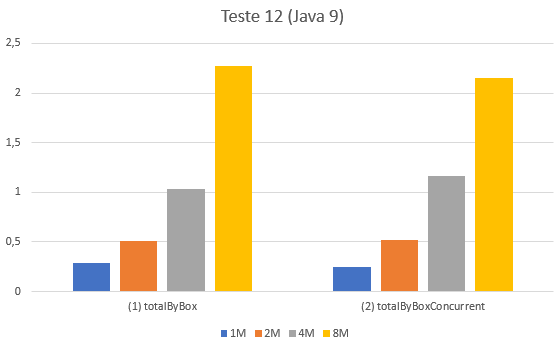 Teste 12 (Java 9)
2,5
2
1,5
1
0,5
0
(1) totalByBox (2) totalByBoxConcurrent
1M 2M 4M 8M